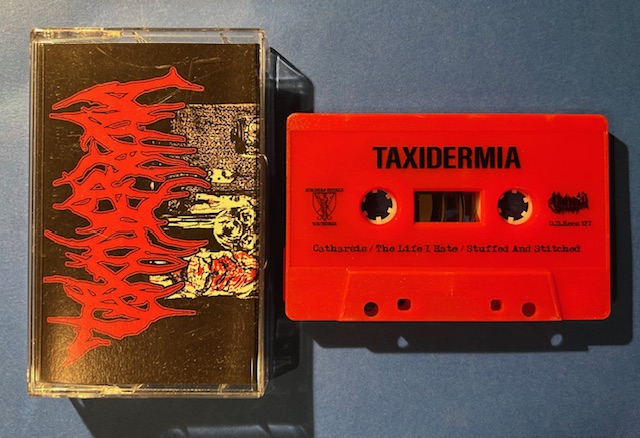 TAXIDERMIA
Catharsis / The Life I Hate / Stuffed And Stitched